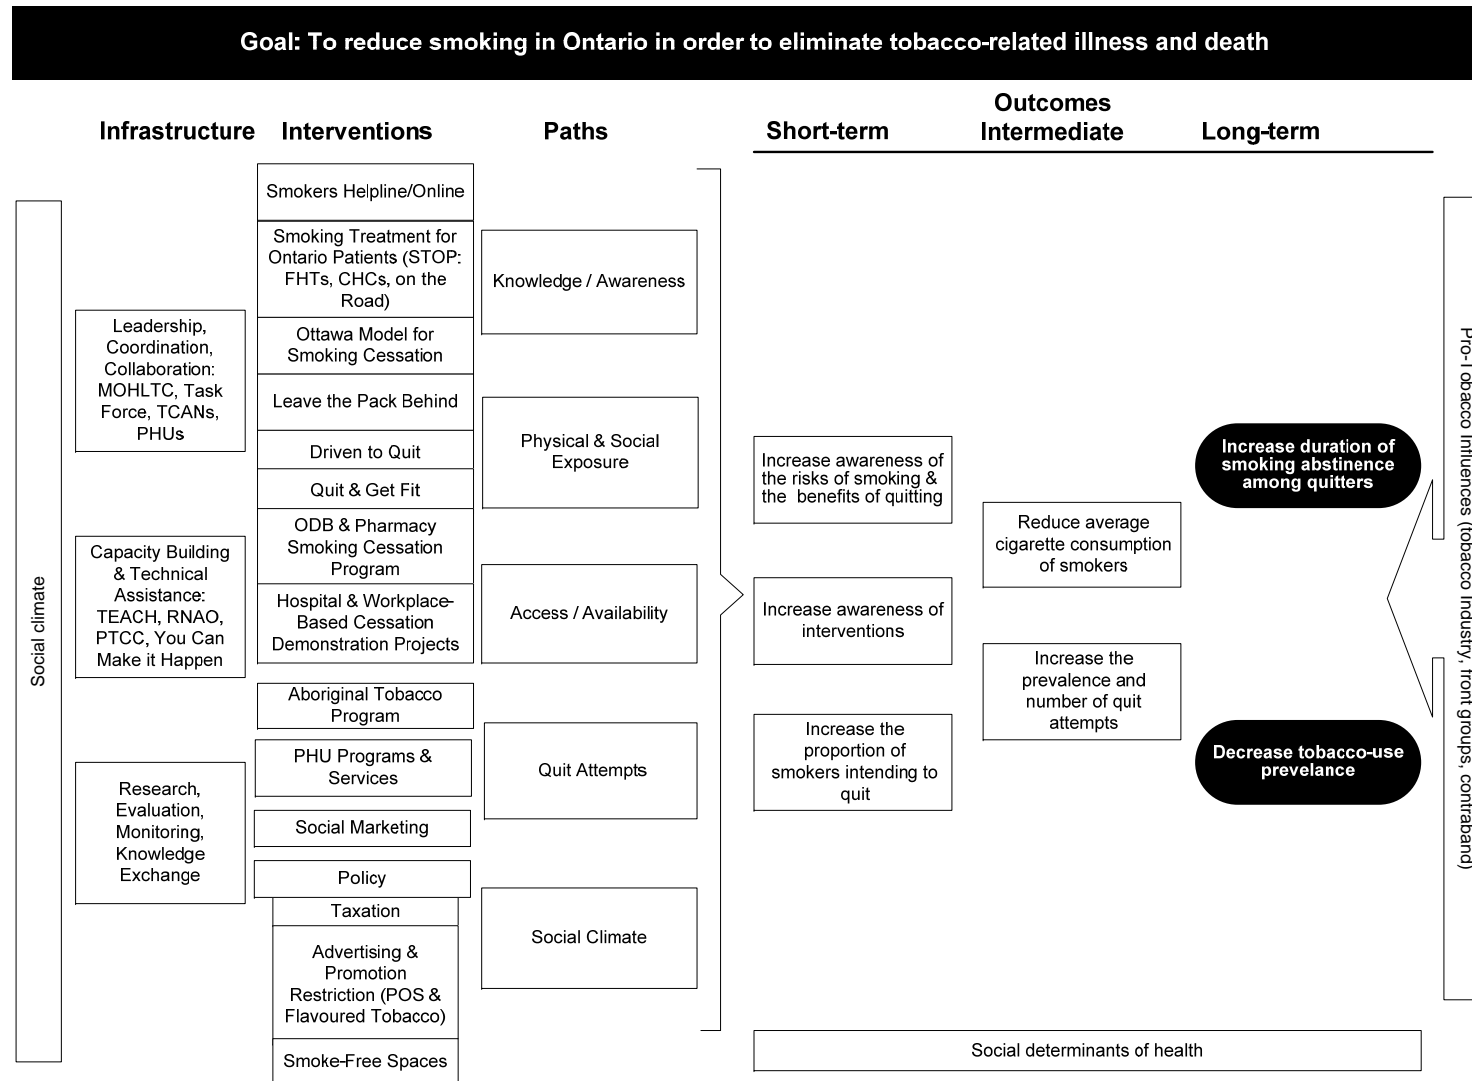 Goal: To reduce smoking in Ontario in order to eliminate tobacco-related illness and death
Infrastructure
Interventions
Paths
Short-term
Outcomes
Intermediate
Long-term
Social climate
Leadership,
Coordination,
Collaboration:
MOHLTC, Task
Force, TCANs,
PHUs
Capacity Building
& Technical
Assistance:
TEACH, RNAO,
PTCC, You Can
Make it Happen
Research,
Evaluation,
Monitoring,
Knowledge
Exchange
Smokers Helpline/Online
Smoking Treatment for
Ontario Patients (STOP:
FHTs, CHCs, on the
Road)
Ottawa Model for
Smoking Cessation
Leave the Pack Behind
Driven to Quit
Quit & Get Fit
ODB & Pharmacy
Smoking Cessation
Program
Hospital & Workplace-
Based Cessation
Demonstration Projects
Aboriginal Tobacco
Program
PHU Programs &
Services
Social Marketing
Policy
Taxation
Advertising &
Promotion
Restriction (POS &
Flavoured Tobacco)
Smoke-Free Spaces
Knowledge / Awareness
Physical & Social
Exposure
Access / Availability
Quit Attempts
Social Climate
Increase awareness of
the risks of smoking &
the benefits of quitting
Increase awareness of
interventions
Increase the
proportion of
smokers intending to
quit
Reduce average
cigarette consumption
of smokers
Increase the
prevalence and
number of quit
attempts
Increase duration of
smoking abstinence
among quitters
Decrease tobacco-use
prevelance
Social determinants of health
Pro-Tobacco Influences (tobacco Industry, front groups, contraband)